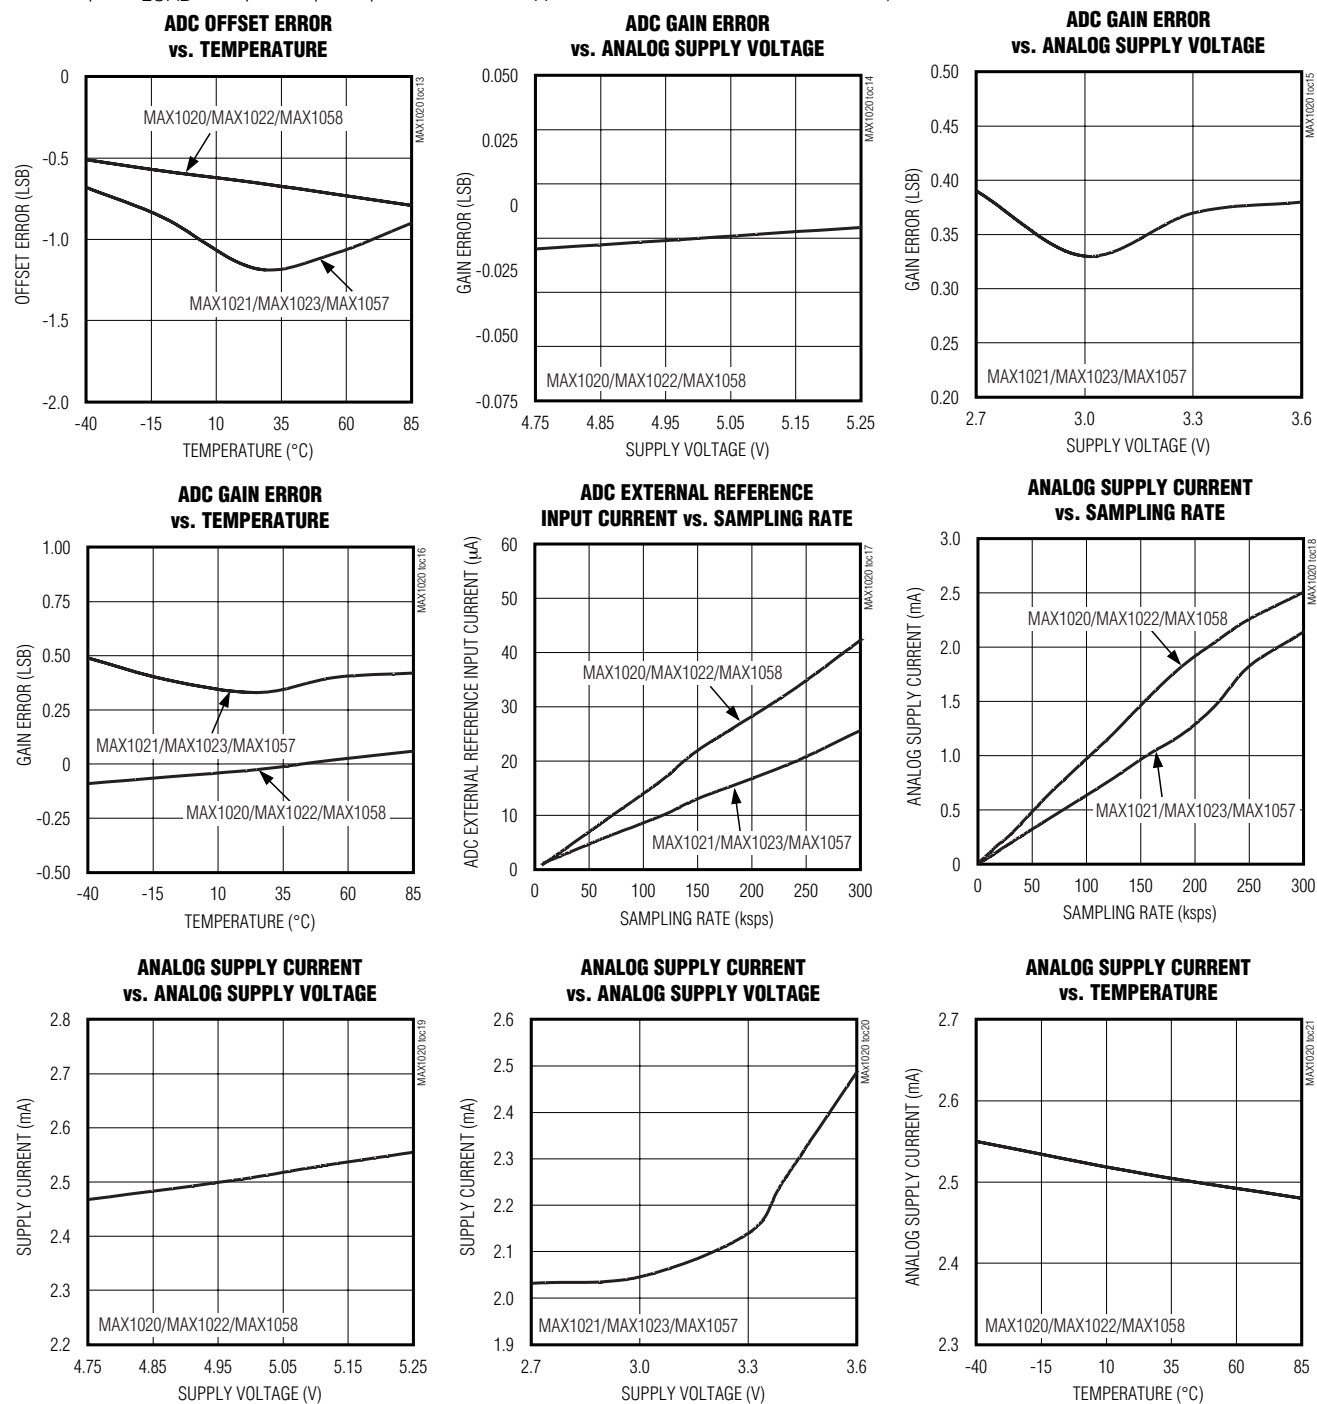 ADC OFFSET ERROR
vs. TEMPERATURE
0
-0.5
-1.0
-1.5
-2.0
OFFSET ERROR (LSB)
MAX1020/MAX1022/MAX1058
MAX1021/MAX1023/MAX1057
MAX1020 toc13
-40 -15 10 35 60 85
TEMPERATURE (°C)
ADC GAIN ERROR
vs. ANALOG SUPPLY VOLTAGE
0.050
0.025
0
-0.025
-0.050
-0.075
GAIN ERROR (LSB)
MAX1020 toc14
MAX1020/MAX1022/MAX1058
4.75 4.85 4.95 5.05 5.15 5.25
SUPPLY VOLTAGE (V)
ADC GAIN ERROR
vs. ANALOG SUPPLY VOLTAGE
0.50
0.45
0.40
0.35
0.30
0.25
0.20
GAIN ERROR (LSB)
MAX1020 toc15
MAX1021/MAX1023/MAX1057
2.7 3.0 3.3 3.6
SUPPLY VOLTAGE (V)
ADC GAIN ERROR
vs. TEMPERATURE
1.00
0.75
0.50
0.25
0
-0.25
-0.50
GAIN ERROR (LSB)
MAX1020 toc16
MAX1021/MAX1023/MAX1057
MAX1020/MAX1022/MAX1058
-40 -15 10 35 60 85
TEMPERATURE (°C)
ADC EXTERNAL REFERENCE
INPUT CURRENT vs. SAMPLING RATE
60
50
40
30
20
10
0
ADC EXTERNAL REFERENCE INPUT CURRENT (µA)
MAX1020 toc17
MAX1020/MAX1022/MAX1058
MAX1021/MAX1023/MAX1057
0 50 100 150 200 250 300
SAMPLING RATE (ksps)
ANALOG SUPPLY CURRENT
vs. SAMPLING RATE
3.0
2.5
2.0
1.5
1.0
0.5
0
ANALOG SUPPLY CURRENT (mA)
MAX1020 toc18
MAX1020/MAX1022/MAX1058
MAX1021/MAX1023/MAX1057
0 50 100 150 200 250 300
SAMPLING RATE (ksps)
ANALOG SUPPLY CURRENT
vs. ANALOG SUPPLY VOLTAGE
2.8
2.7
2.6
2.5
2.4
2.3
2.2
SUPPLY CURRENT (mA)
MAX1020 toc19
MAX1020/MAX1022/MAX1058
4.75 4.85 4.95 5.05 5.15 5.25
SUPPLY VOLTAGE (V)
ANALOG SUPPLY CURRENT
vs. ANALOG SUPPLY VOLTAGE
2.6
2.5
2.4
2.3
2.2
2.1
2.0
1.9
SUPPLY CURRENT (mA)
MAx1020 toc20
MAX1021/MAX1023/MAX1057
2.7 3.0 3.3 3.6
SUPPLY VOLTAGE (V)
ANALOG SUPPLY CURRENT
vs. TEMPERATURE
2.7
2.6
2.5
2.4
2.3
ANALOG SUPPLY CURRENT (mA)
MAX1020 toc21
MAX1020/MAX1022/MAX1058
-40 -15 10 35 60 85
TEMPERATURE (°C)